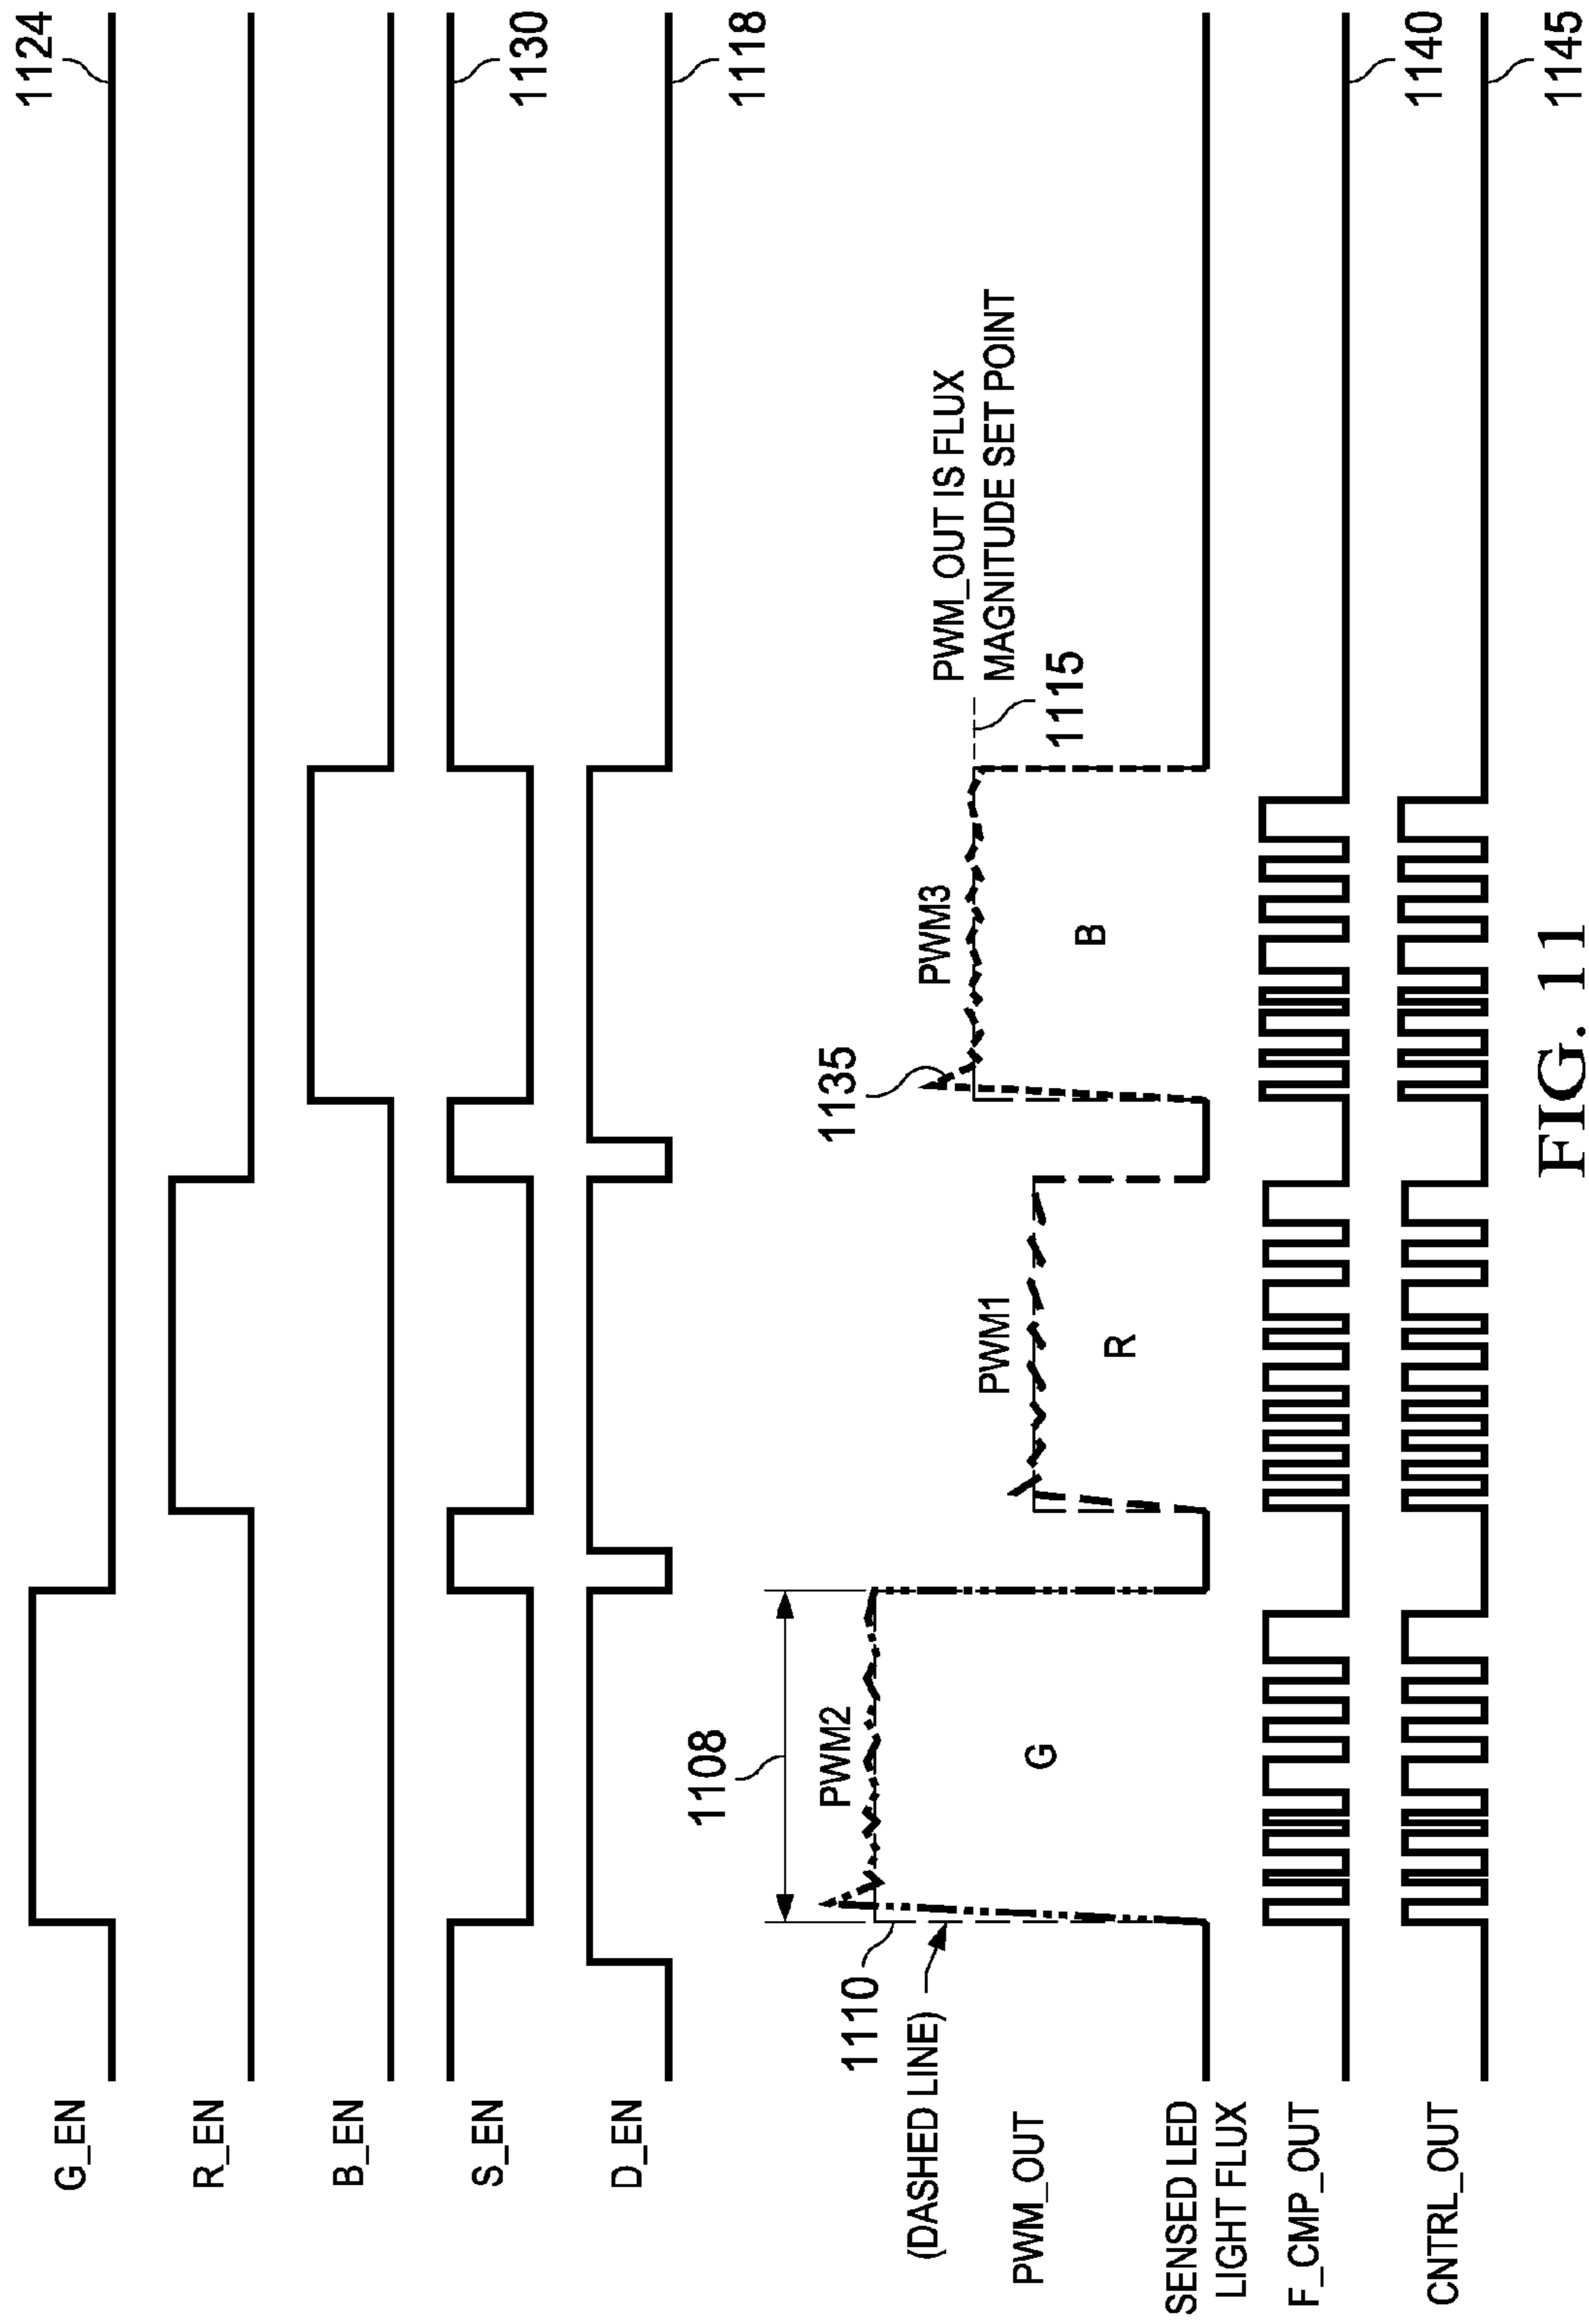 G_EN
1124
R_EN
B_EN
S_EN
1130
D_EN
1118
1108
(DASHED LINE)
1110
PWM2
PWM1
1135
PWM3
PWM_OUT IS FLUX
MAGNITUDE SET POINT
1115
PWM_OUT
G
R
B
SENSED LED
LIGHT FLUX
F_CMP_OUT
1140
CNTRL_OUT
1145
FIG. 11